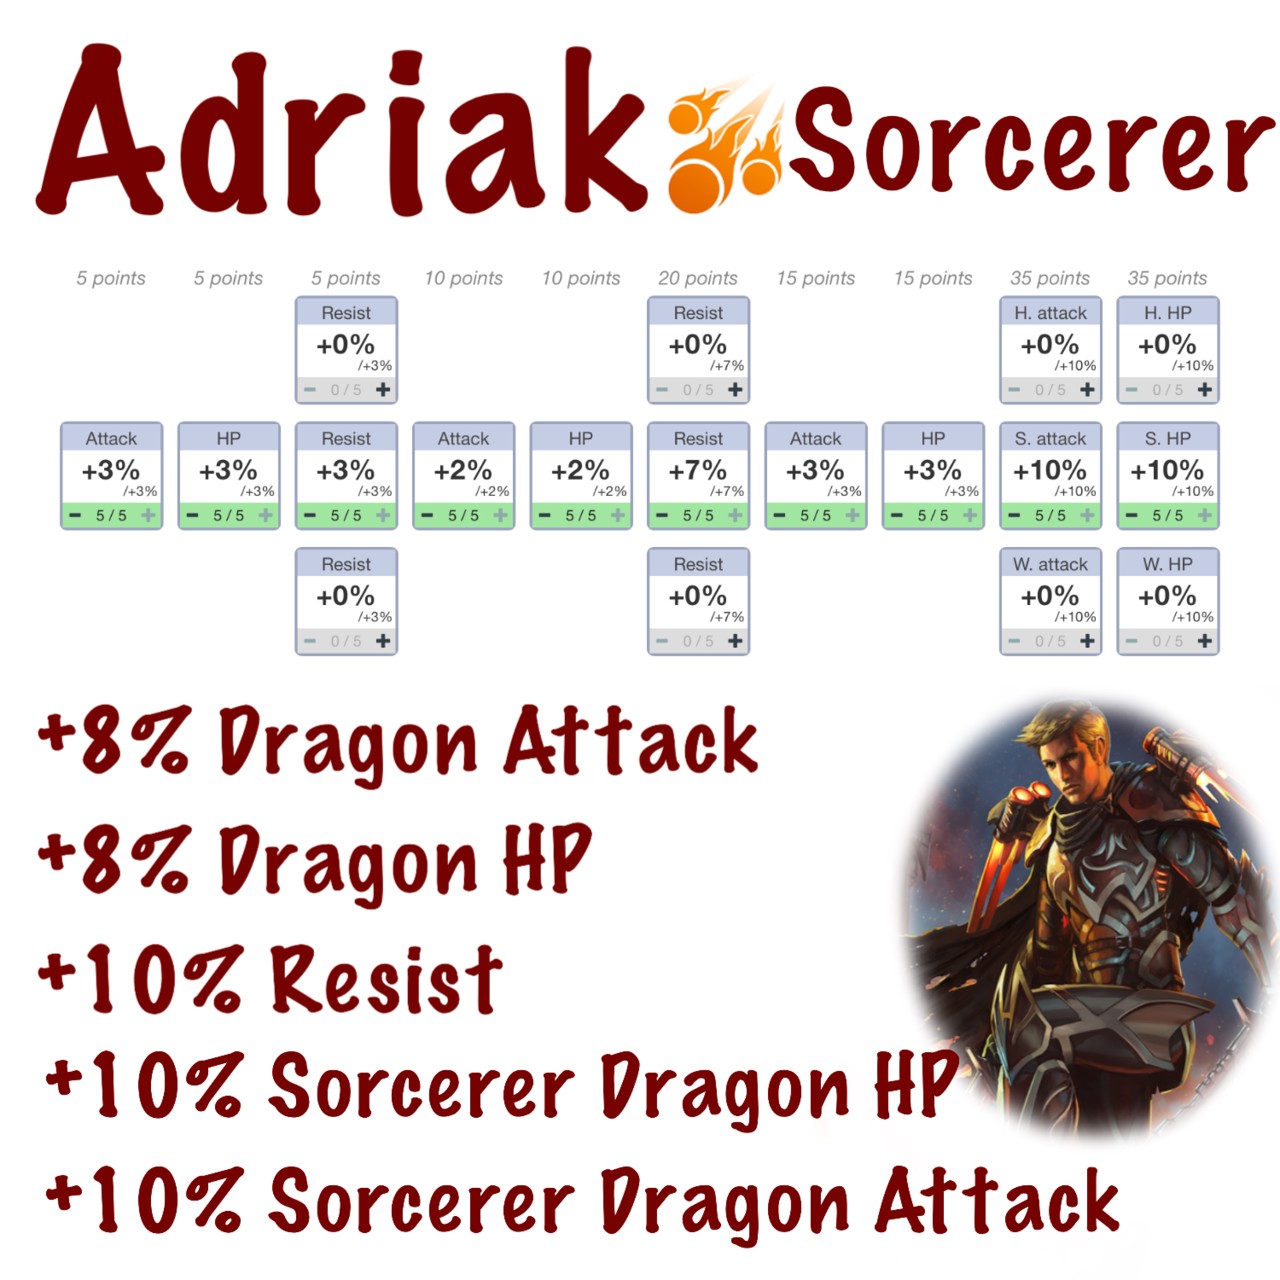 Adriak Sorcerer
5 points 5 points 5 points 10 points 10 points 20 points 15 points 15 points 35 points 35 points
Resist Resist H. attack H. HP
+0% +0% +0% +0%
/+3% /+7% /+10% /+10%
− 0 / 5 + − 0 / 5 + − 0 / 5 + − 0 / 5 +
Attack HP Resist Attack HP Resist Attack HP S. attack S. HP
+3% +3% +3% +2% +2% +7% +3% +3% +10% +10%
/+3% /+3% /+3% /+2% /+2% /+7% /+3% /+3% /+10% /+10%
− 5 / 5 + − 5 / 5 + − 5 / 5 + − 5 / 5 + − 5 / 5 + − 5 / 5 + − 5 / 5 + − 5 / 5 + − 5 / 5 + − 5 / 5 +
Resist Resist W. attack W. HP
+0% +0% +0% +0%
/+3% /+7% /+10% /+10%
− 0 / 5 + − 0 / 5 + − 0 / 5 + − 0 / 5 +
+8% Dragon Attack
+8% Dragon HP
+10% Resist
+10% Sorcerer Dragon HP
+10% Sorcerer Dragon Attack